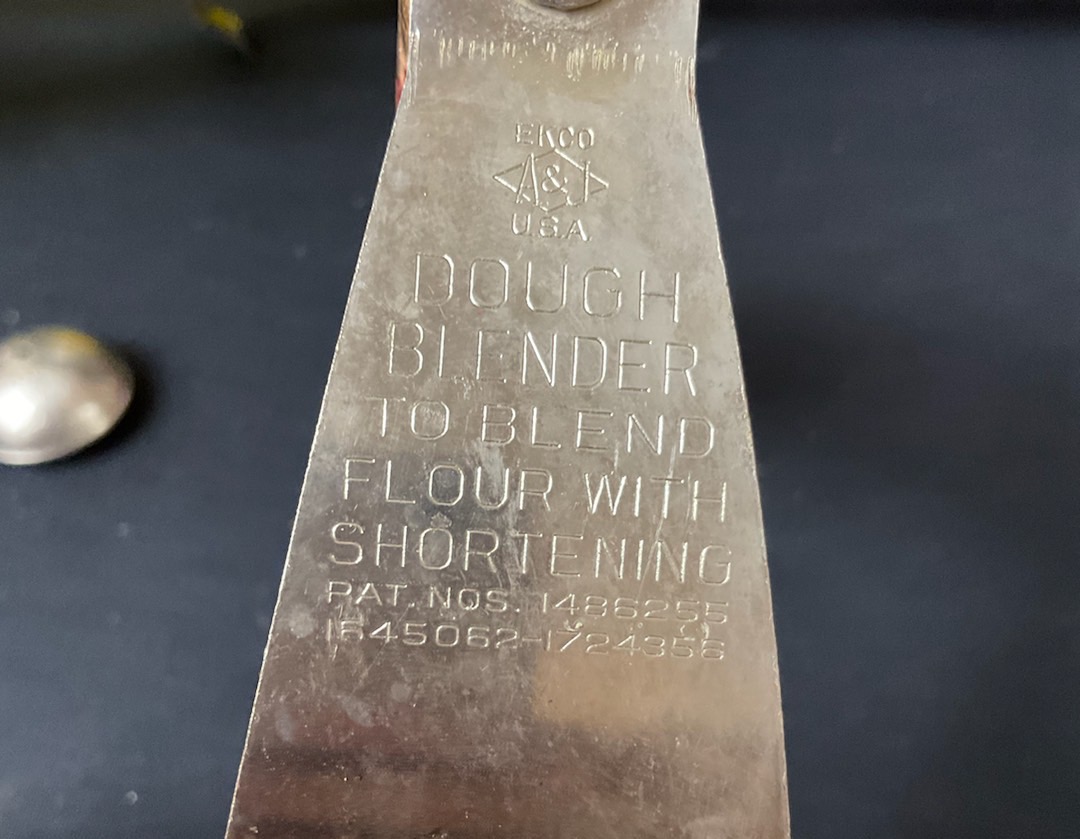 EKCO
A&J
U.S.A.
DOUGH
BLENDER
TO BLEND
FLOUR WITH
SHORTENING
PAT. NOS. 1486255
1645062-1724356